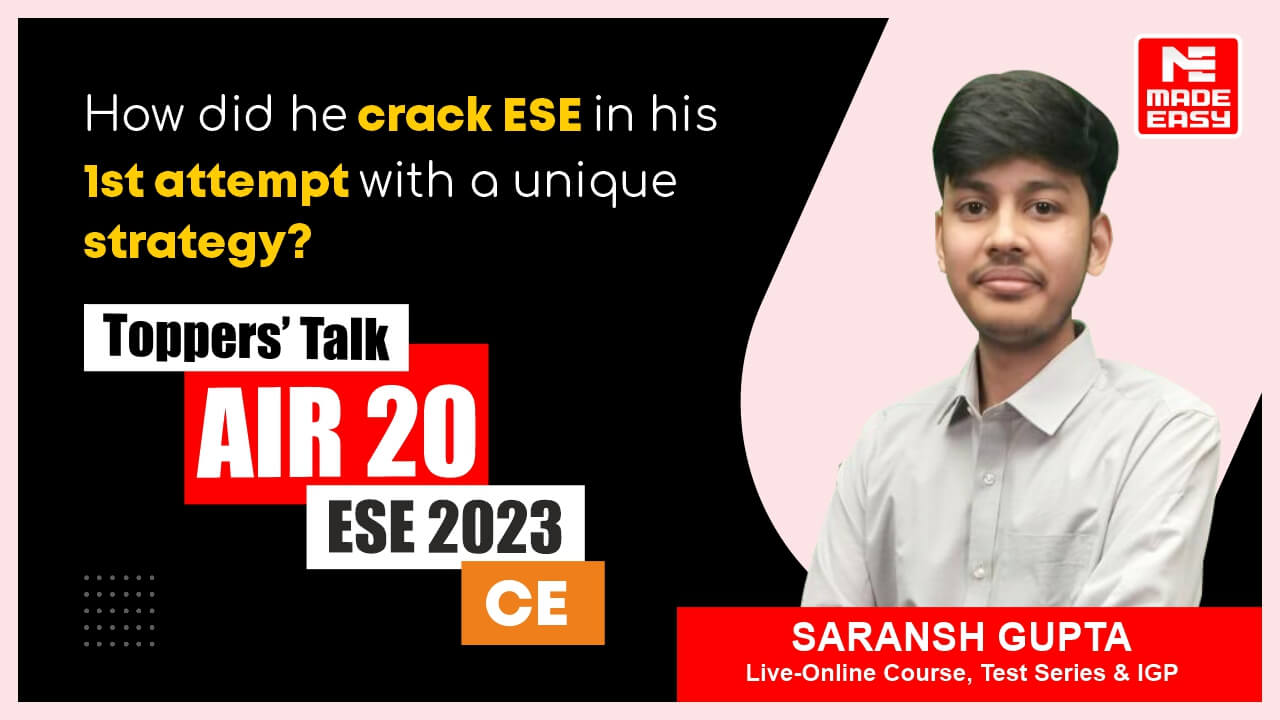 How did he crack ESE in his
1st attempt with a unique
strategy?
Toppers’ Talk
AIR 20
ESE 2023
CE
ME
MADE
EASY
SARANSH GUPTA
Live-Online Course, Test Series & IGP